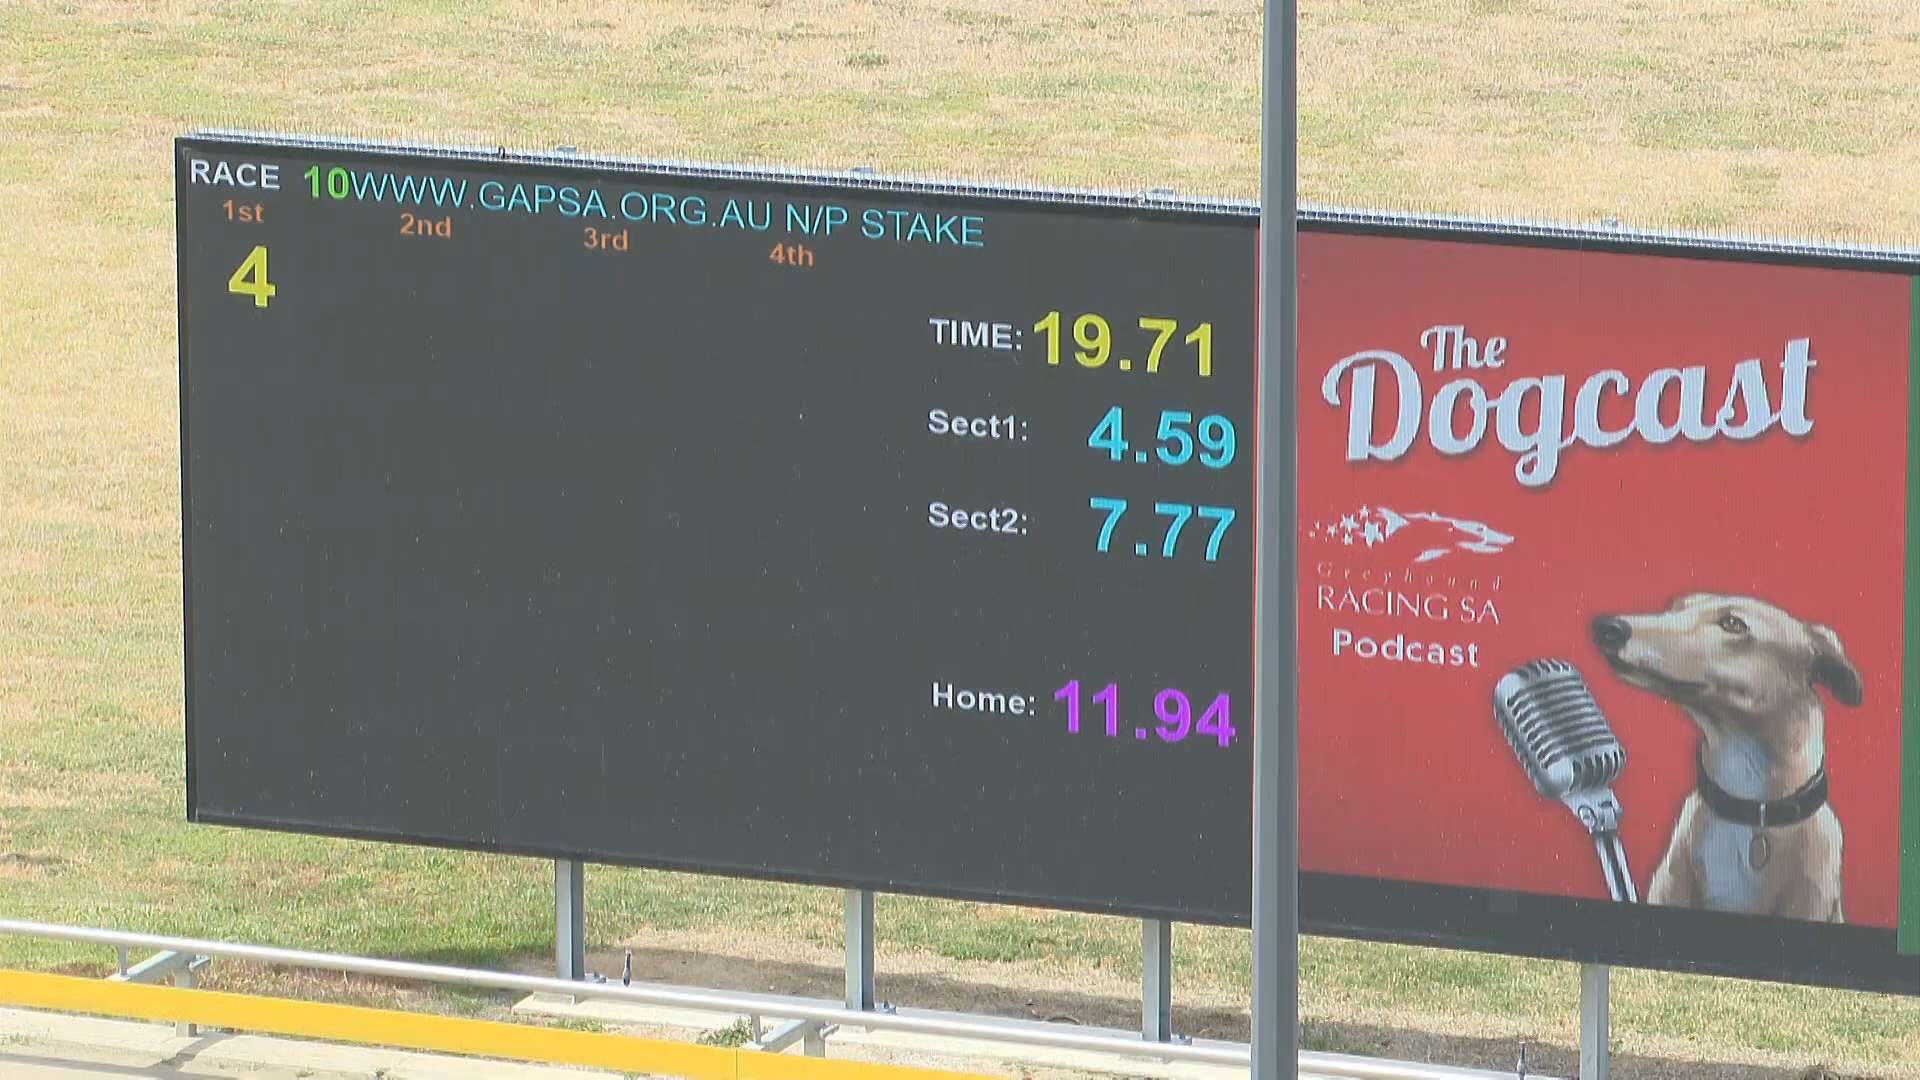 RACE 10WWW.GAPSA.ORG.AU N/P STAKE
1st 2nd 3rd 4th
4
TIME: 19.71
Sect1: 4.59
Sect2: 7.77
Home: 11.94
The
Dogcast
Greyhound
RACING SA
Podcast